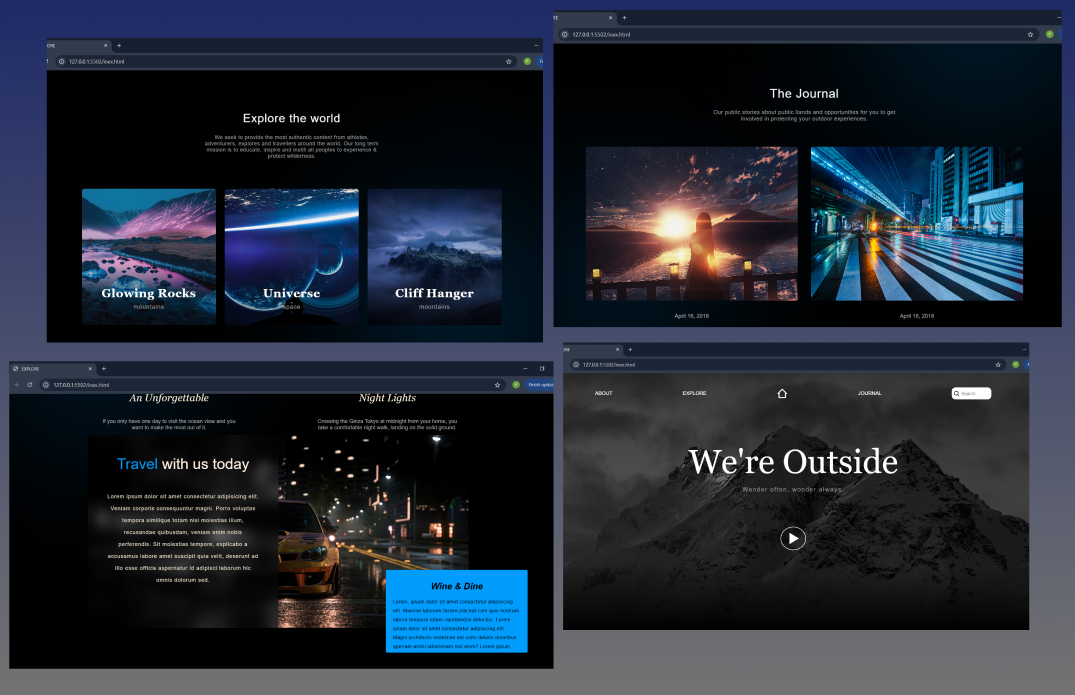 ORE
127.0.0.1:5502/inex.html
Explore the world
We seek to provide the most authentic content from athletes,
adventurers, explores and travellers around the world. Our long term
mission is to educate, inspire and instill all peoples to experience &
protect wilderness.
Glowing Rocks
mountains
Universe
space
Cliff Hanger
mountains
RE
127.0.0.1:5502/inex.html
The Journal
Our public stories about public llands and opportunities for you to get
involved in protecting your outdoor experiences.
April 16, 2018
April 16, 2018
EXPLORE
127.0.0.1:5502/inex.html
Finish update
An Unforgettable
If you only have one day to visit the ocean view and you
want to make the most out of it.
Night Lights
Crossing the Ginza Tokyo at midnight from your home, you
take a comfortable night walk, landing on the solid ground.
Travel with us today
Lorem ipsum dolor sit amet consectetur adipisicing elit.
Veniam corporis consequuntur magni. Porro voluptas
tempora similique totam nisi molestias illum,
recusandae quibusdam, veniam enim nobis
perferendis. Sit molestias tempore, explicabo a
accusamus labore amet suscipit quia velit, deserunt ad
illo esse officia aspernatur id adipisci laborum hic
omnis dolorum sed.
Wine & Dine
Lorem, ipsum dolor sit amet consectetur adipisicing
elit. Maxime laborum facere placeat cum quis nostrum
labore tempora totam repellendus delectus. Lorem
ipsum dolor sit amet consectetur adipisicing elit.
Magni architecto molestias est iusto debitis doloribus
aperiam animi laboriosam nisi enim? Lorem ipsum
ORE
127.0.0.1:5502/inex.html
ABOUT
EXPLORE
JOURNAL
Search
We're Outside
Wander often, wonder always.